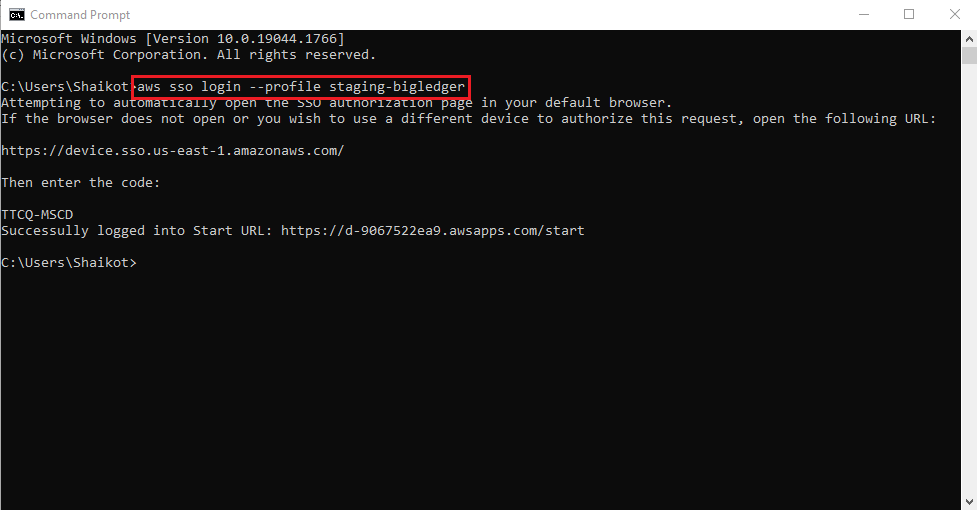 Command Prompt
Microsoft Windows [Version 10.0.19044.1766]
(c) Microsoft Corporation. All rights reserved.
C:\Users\Shaikot>aws sso login --profile staging-bigledger
Attempting to automatically open the SSO authorization page in your default browser.
If the browser does not open or you wish to use a different device to authorize this request, open the following URL:
https://device.sso.us-east-1.amazonaws.com/
Then enter the code:
TTCQ-MSCD
Successully logged into Start URL: https://d-9067522ea9.awsapps.com/start
C:\Users\Shaikot>